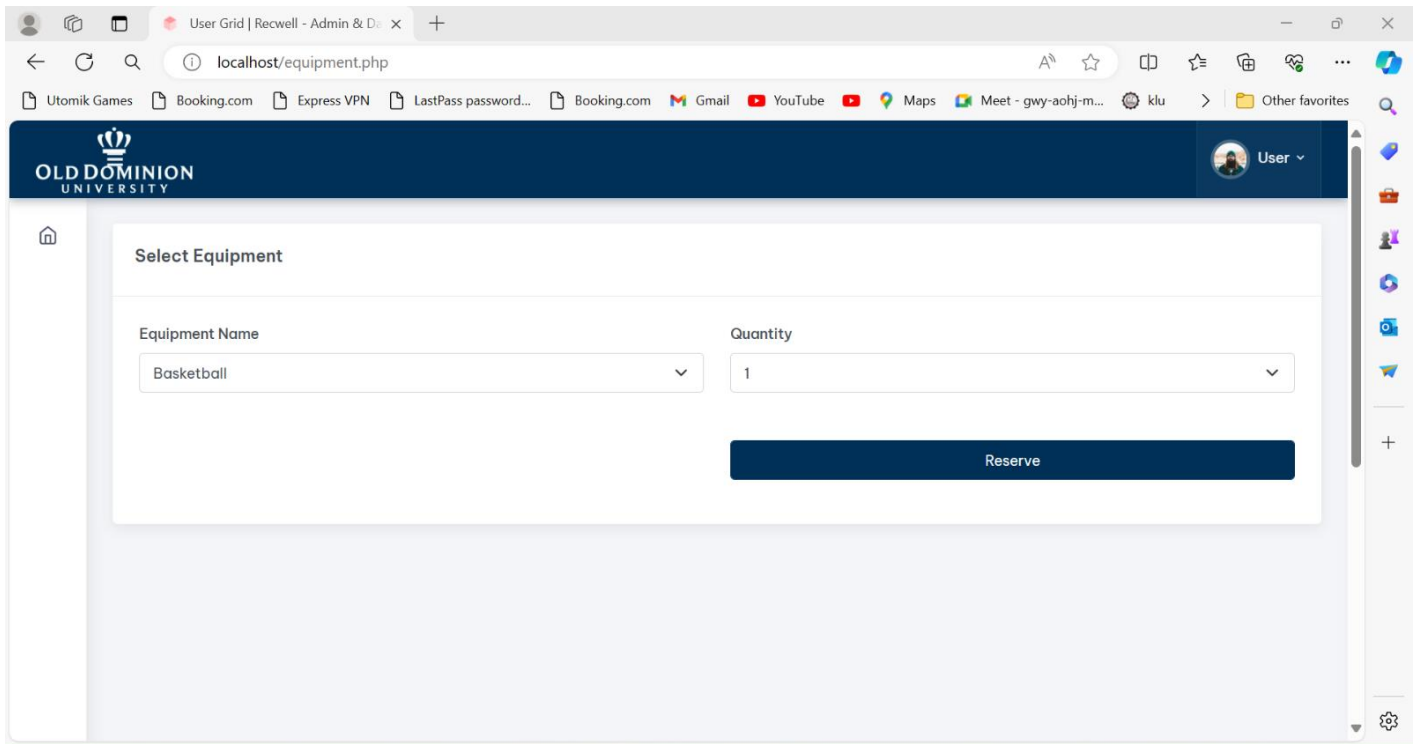 User Grid | Recwell - Admin & Da
localhost/equipment.php
Utomik Games Booking.com Express VPN LastPass password... Booking.com Gmail YouTube Maps Meet - gwy-aohj-m... klu Other favorites
OLD DOMINION
UNIVERSITY
User
Select Equipment
Equipment Name Quantity
Basketball 1
Reserve